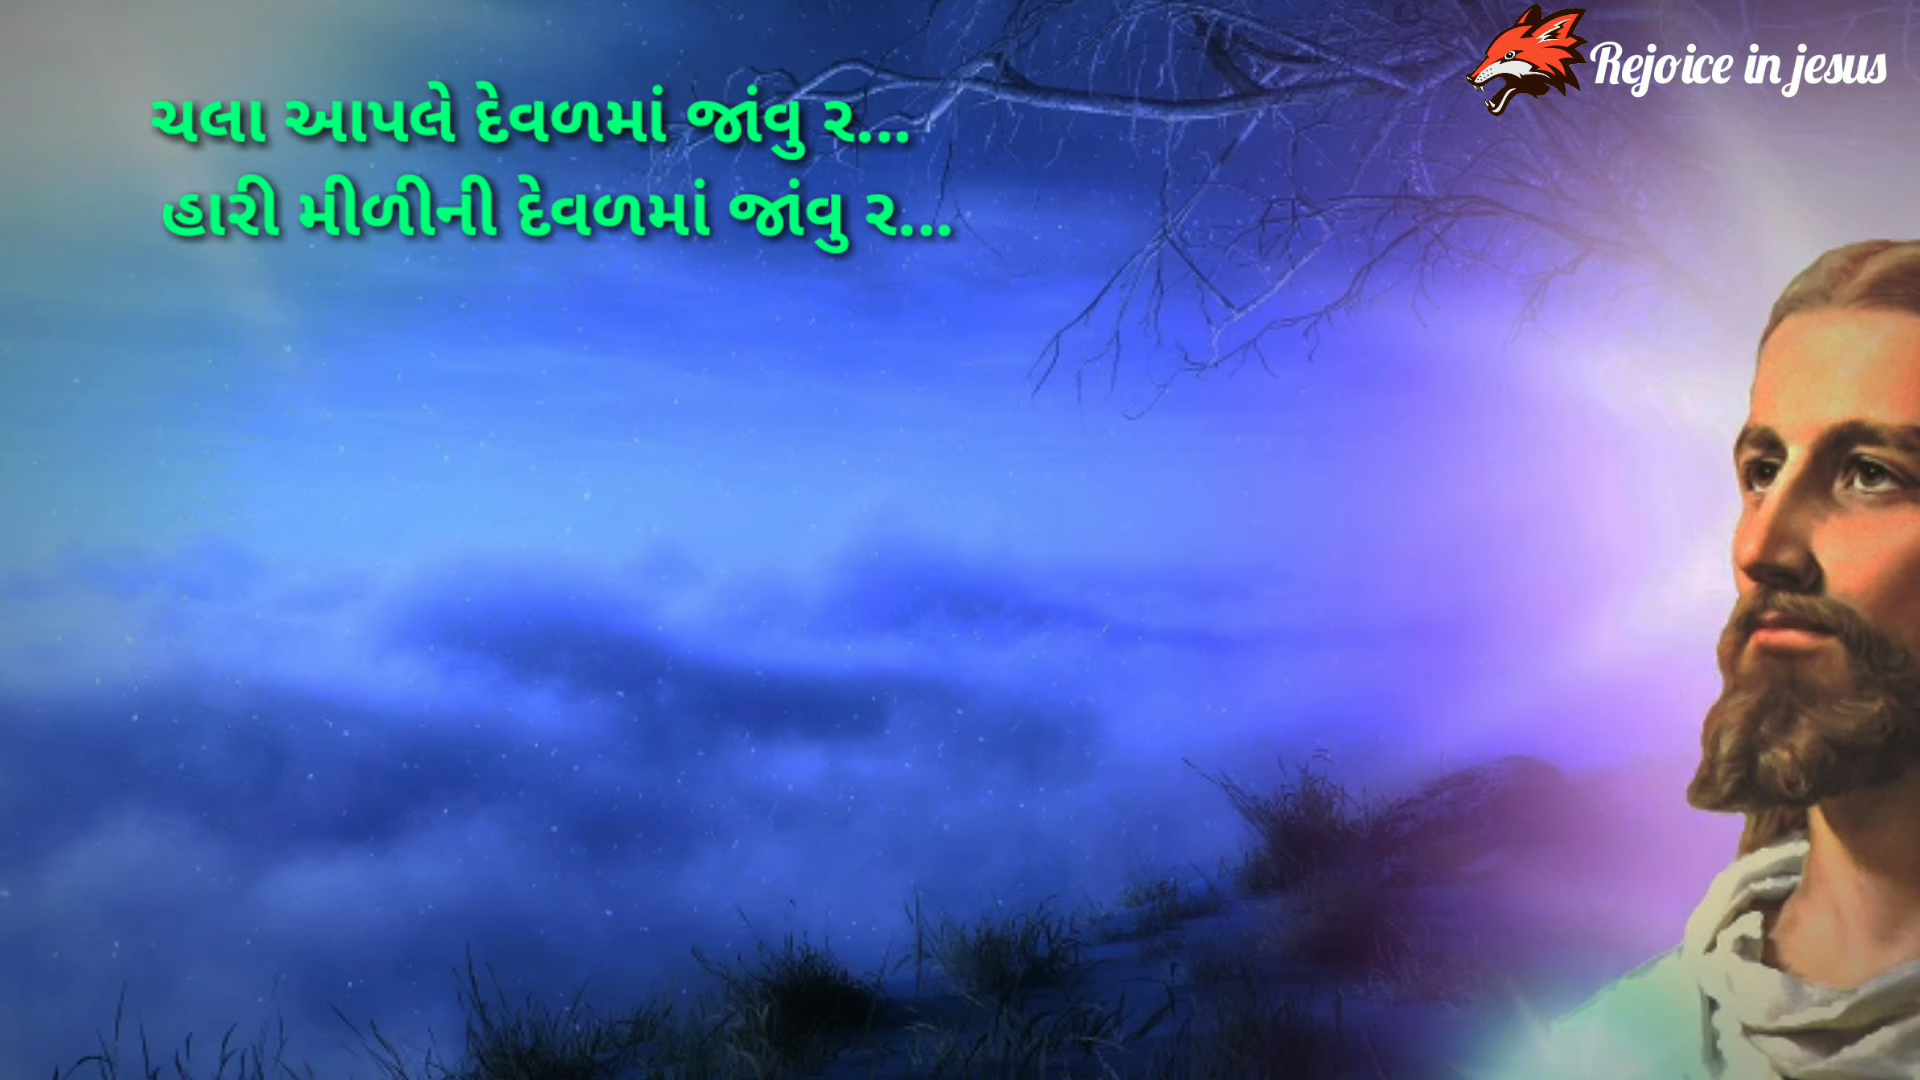 Rejoice in jesus
ચલા આપલે દેવળમાં જાંવુ ર...
હારી મીળીની દેવળમાં જાંવુ ર...